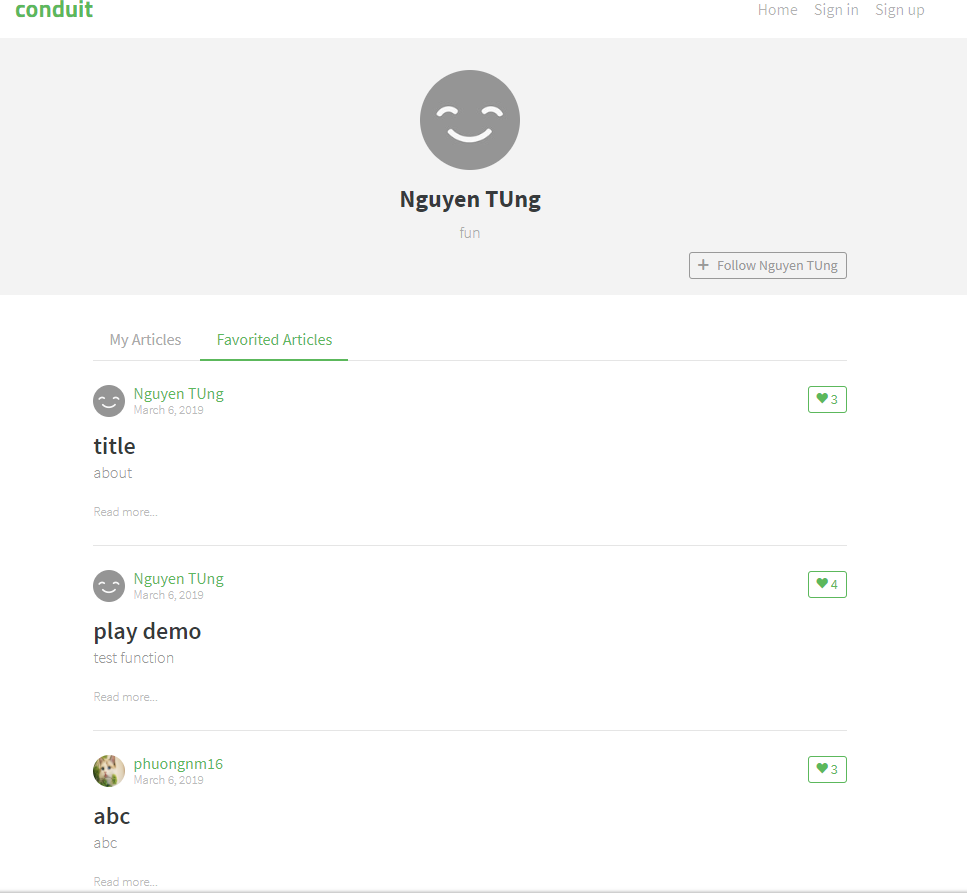 conduit
Home Sign in Sign up
Nguyen TUng
fun
+ Follow Nguyen TUng
My Articles Favorited Articles
Nguyen TUng
March 6, 2019
3
title
about
Read more...
Nguyen TUng
March 6, 2019
4
play demo
test function
Read more...
phuongnm16
March 6, 2019
3
abc
abc
Read more...